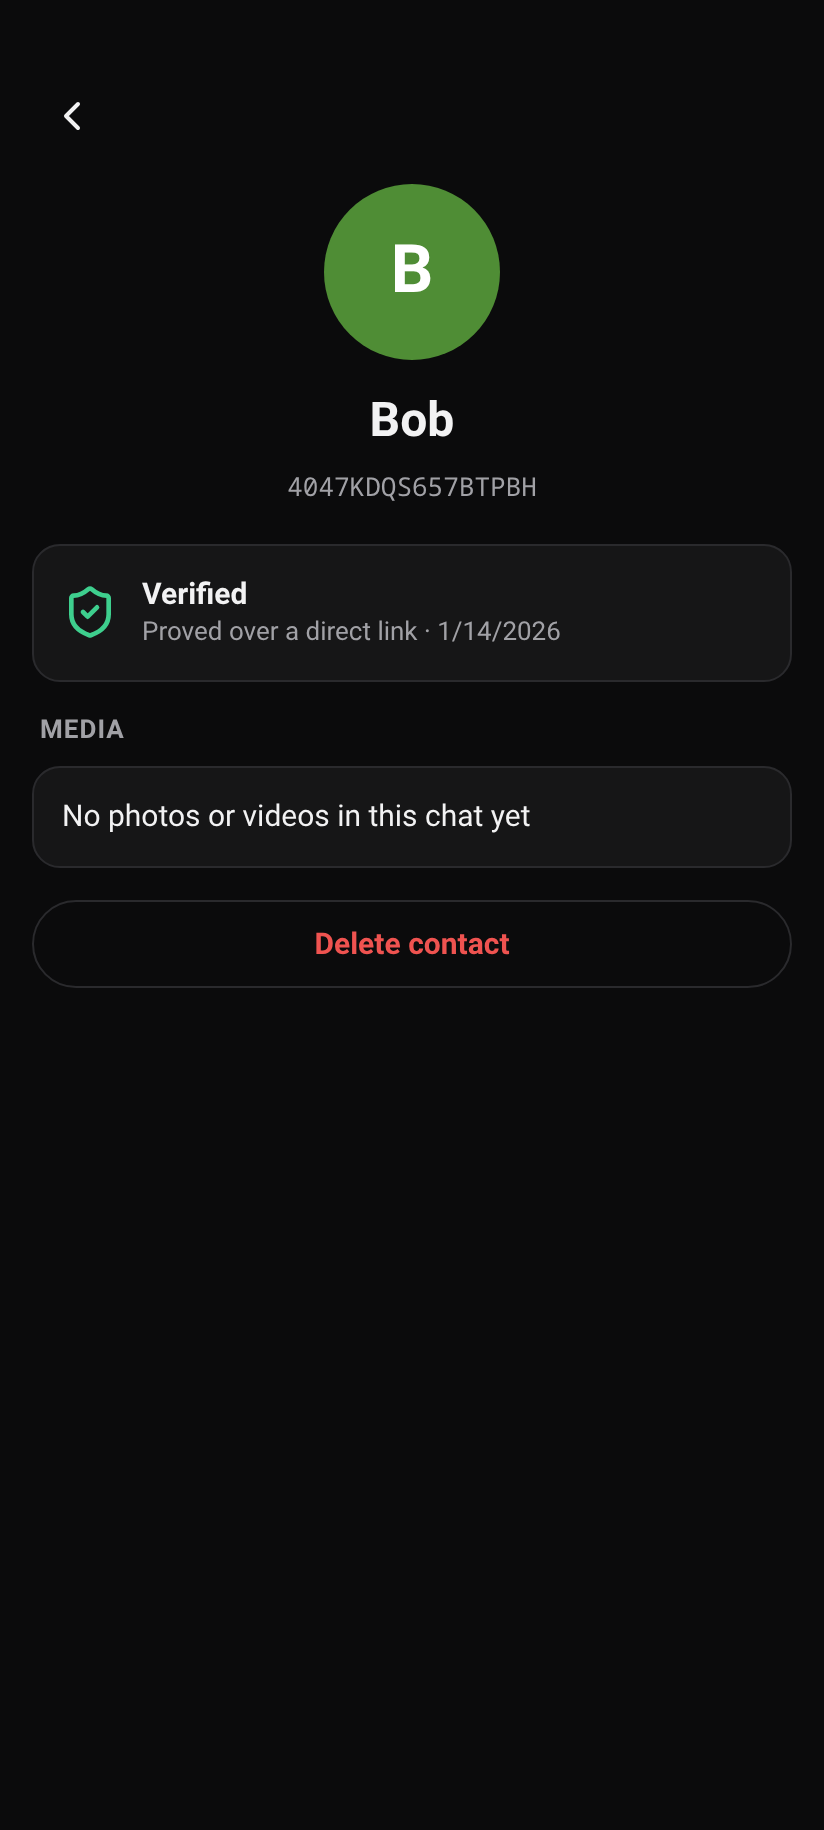 B
Bob
4047KDQS657BTPBH
Verified
Proved over a direct link · 1/14/2026
MEDIA
No photos or videos in this chat yet
Delete contact